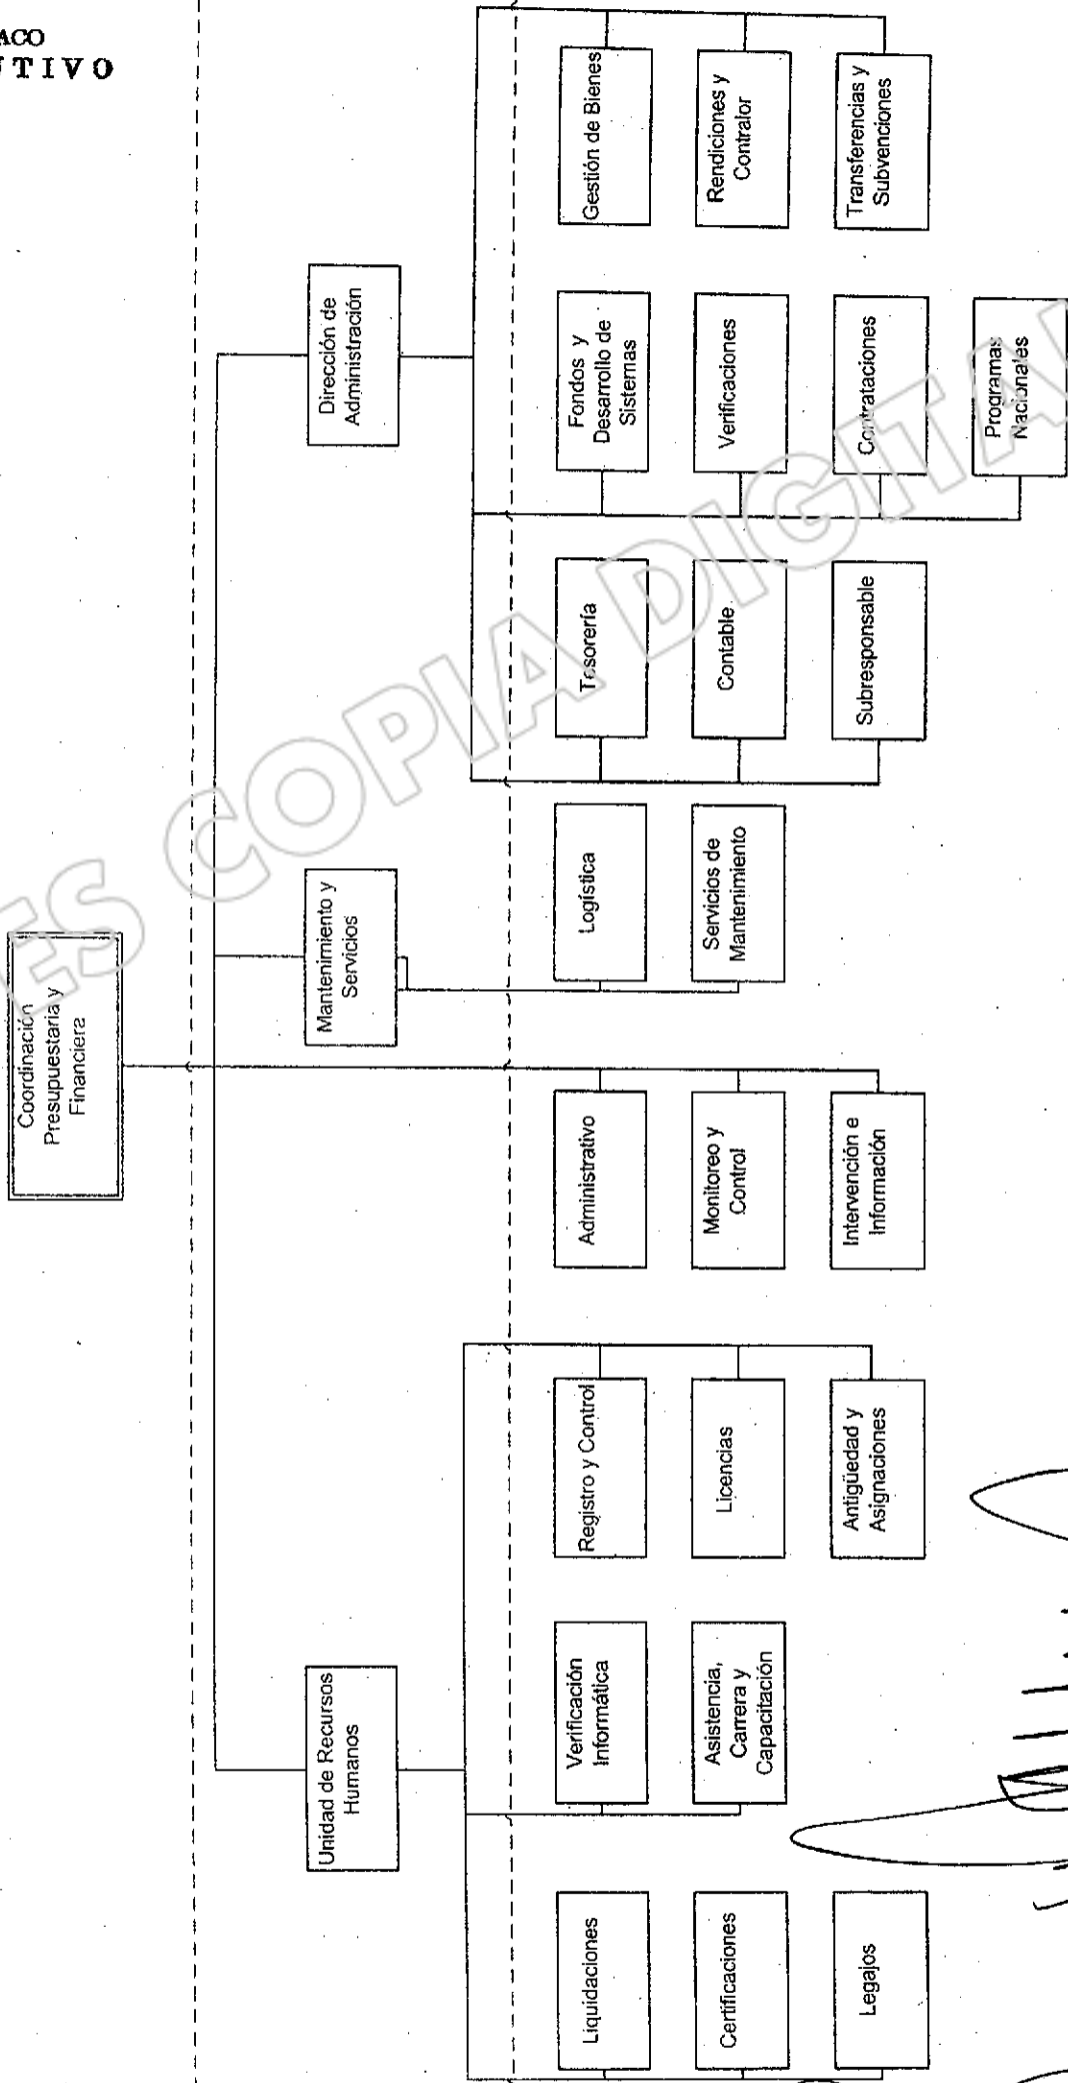 ACO
UTIVO
Coordinación
Presupuestaria y
Financiera
Unidad de Recursos
Humanos
Mantenimiento y
Servicios
Dirección de
Administración
Liquidaciones
Certificaciones
Legajos
Verificación
Informática
Asistencia,
Carrera y
Capacitación
Registro y Control
Licencias
Antigüedad y
Asignaciones
Administrativo
Monitoreo y
Control
Intervención e
Información
Logística
Servicios de
Mantenimiento
Tesorería
Contable
Subresponsable
Fondos y
Desarrollo de
Sistemas
Verificaciones
Contrataciones
Programas
Nacionales
Gestión de Bienes
Rendiciones y
Contralor
Transferencias y
Subvenciones
ES COPIA DIGITA